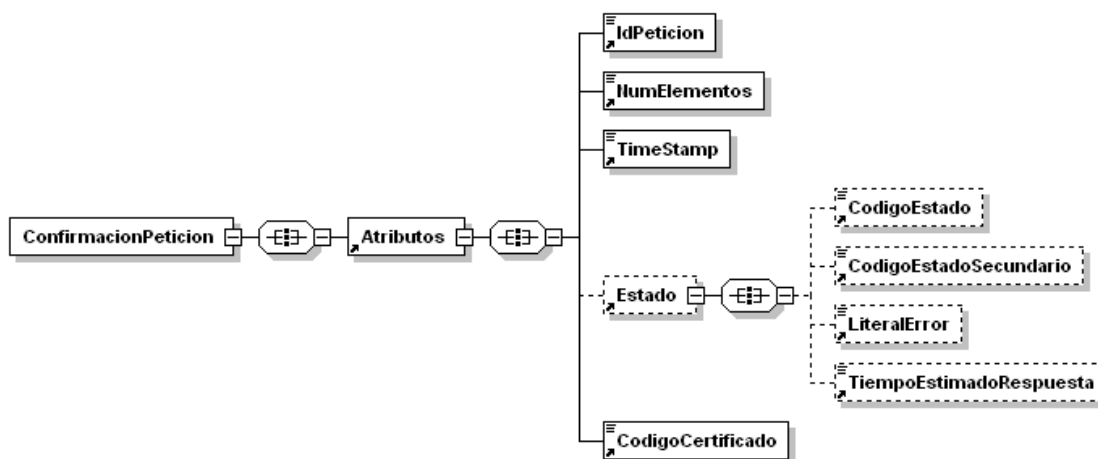 IdPeticion
NumElementos
TimeStamp
ConfirmacionPeticion
Atributos
Estado
CodigoEstado
CodigoEstadoSecundario
LiteralError
TiempoEstimadoRespuesta
CodigoCertificado